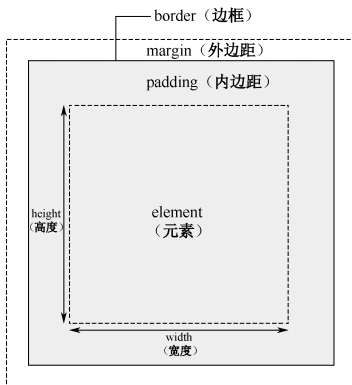 border（边框）
margin（外边距）
padding（内边距）
height
（高度）
element
（元素）
width
（宽度）